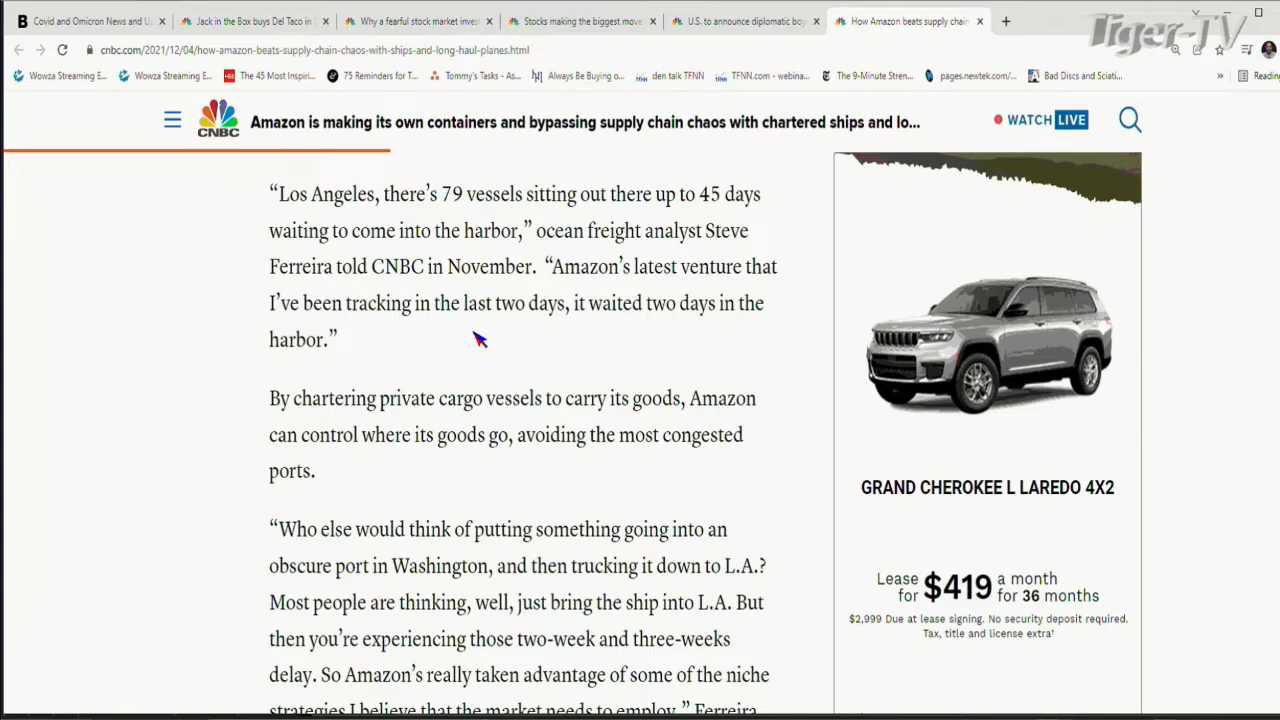 Covid and Omicron News and U
Jack in the Box buys Del Taco in
Why a fearful stock market inve
Stocks making the biggest move
U.S. to announce diplomatic boy
How Amazon beats supply chain
Tiger-TV
cnbc.com/2021/12/04/how-amazon-beats-supply-chain-chaos-with-ships-and-long-haul-planes.html
Wowza Streaming E...
Wowza Streaming E...
The 45 Most Inspiri...
75 Reminders for T...
Tommy's Tasks - As...
Always Be Buying o...
den talk TFNN
TFNN.com - webina...
The 9-Minute Stren...
pages.newtek.com/...
Bad Discs and Sciati...
Reading
CNBC
Amazon is making its own containers and bypassing supply chain chaos with chartered ships and lo...
WATCH LIVE
“Los Angeles, there’s 79 vessels sitting out there up to 45 days
waiting to come into the harbor,” ocean freight analyst Steve
Ferreira told CNBC in November. “Amazon’s latest venture that
I’ve been tracking in the last two days, it waited two days in the
harbor.”
By chartering private cargo vessels to carry its goods, Amazon
can control where its goods go, avoiding the most congested
ports.
“Who else would think of putting something going into an
obscure port in Washington, and then trucking it down to L.A.?
Most people are thinking, well, just bring the ship into L.A. But
then you’re experiencing those two-week and three-weeks
delay. So Amazon’s really taken advantage of some of the niche
strategies I believe that the market needs to employ,” Ferreira
GRAND CHEROKEE L LAREDO 4X2
Lease for $419 a month for 36 months
$2,999 Due at lease signing. No security deposit required.
Tax, title and license extra¹